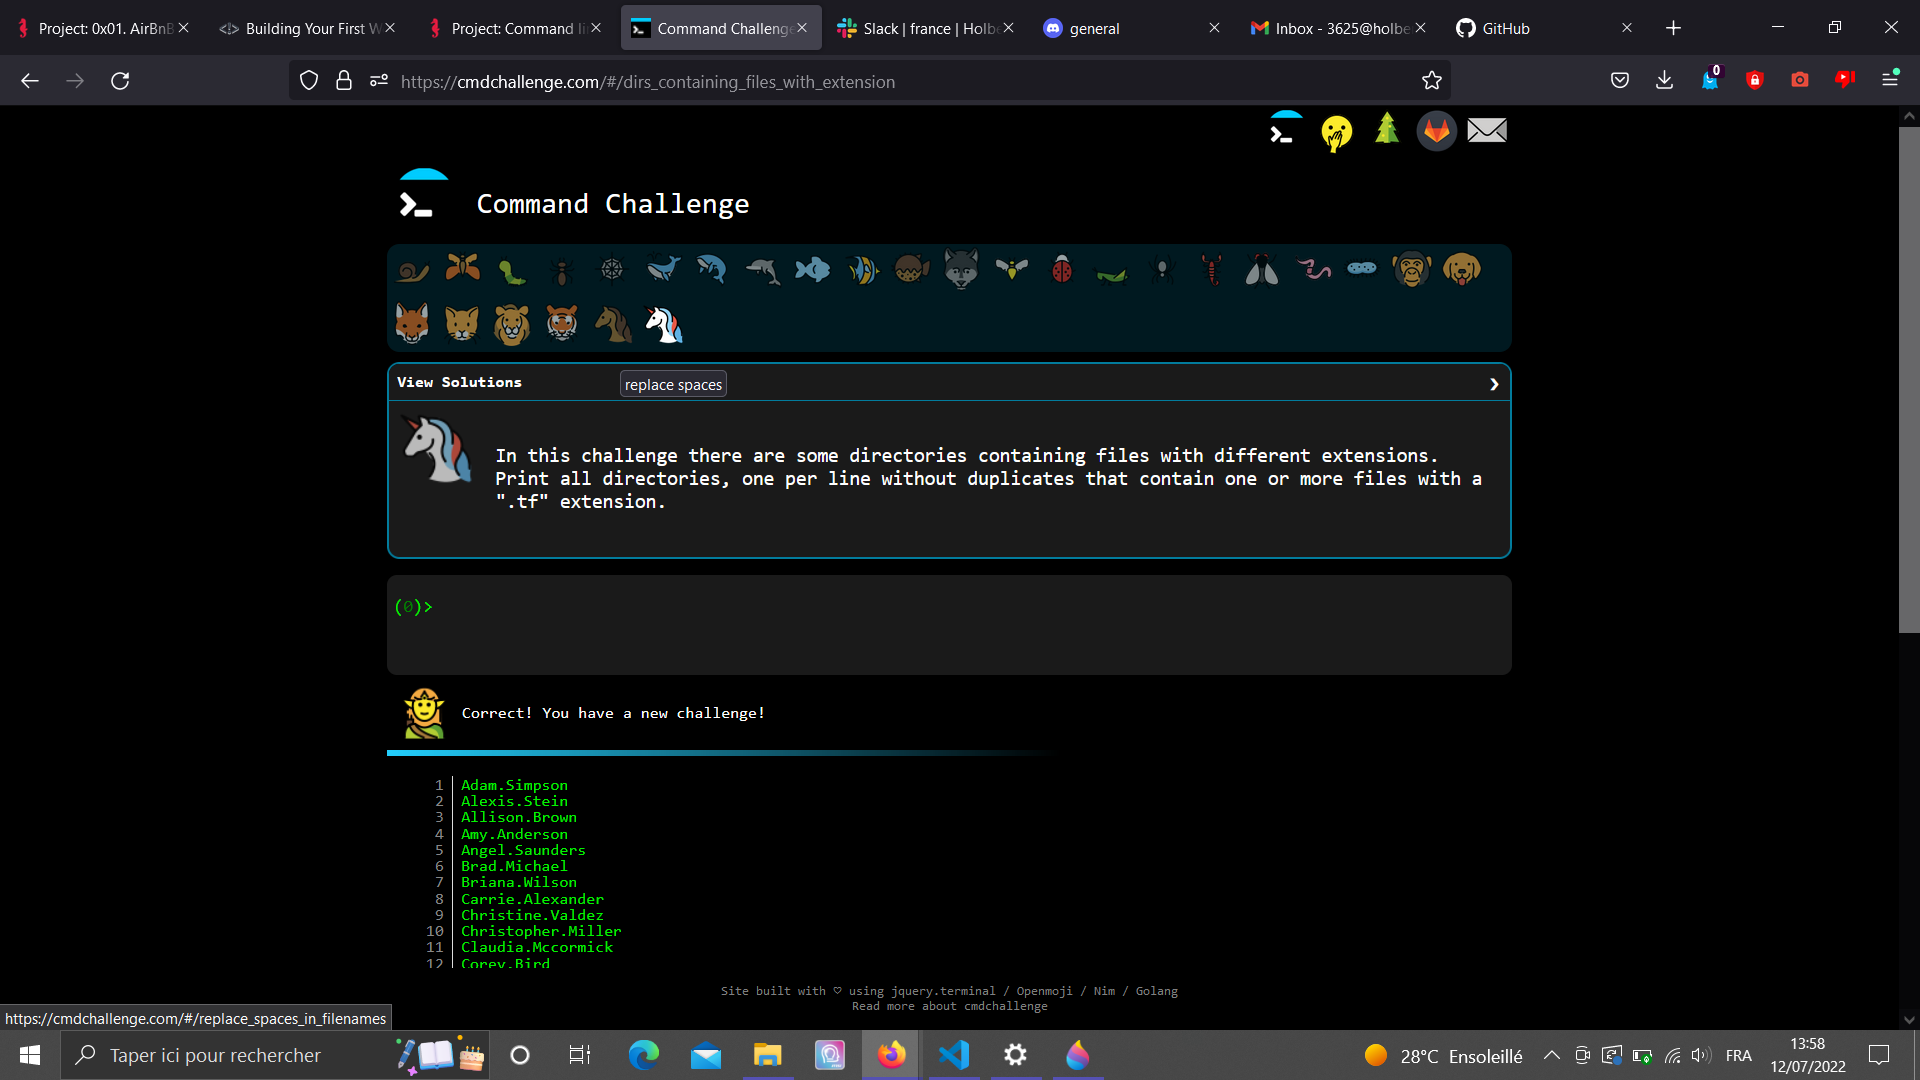 Project: 0x01. AirBnB
Building Your First W
Project: Command li
Command Challenge
Slack | france | Holbe
general
Inbox - 3625@holbe
GitHub
https://cmdchallenge.com/#/dirs_containing_files_with_extension
0
Command Challenge
View Solutions
replace spaces
In this challenge there are some directories containing files with different extensions.
Print all directories, one per line without duplicates that contain one or more files with a
".tf" extension.
(0)>
Correct! You have a new challenge!
1 Adam.Simpson
2 Alexis.Stein
3 Allison.Brown
4 Amy.Anderson
5 Angel.Saunders
6 Brad.Michael
7 Briana.Wilson
8 Carrie.Alexander
9 Christine.Valdez
10 Christopher.Miller
11 Claudia.Mccormick
12 Corey.Bird
Site built with ♡ using jquery.terminal / Openmoji / Nim / Golang
Read more about cmdchallenge
https://cmdchallenge.com/#/replace_spaces_in_filenames
Taper ici pour rechercher
28°C Ensoleillé
FRA
13:58
12/07/2022